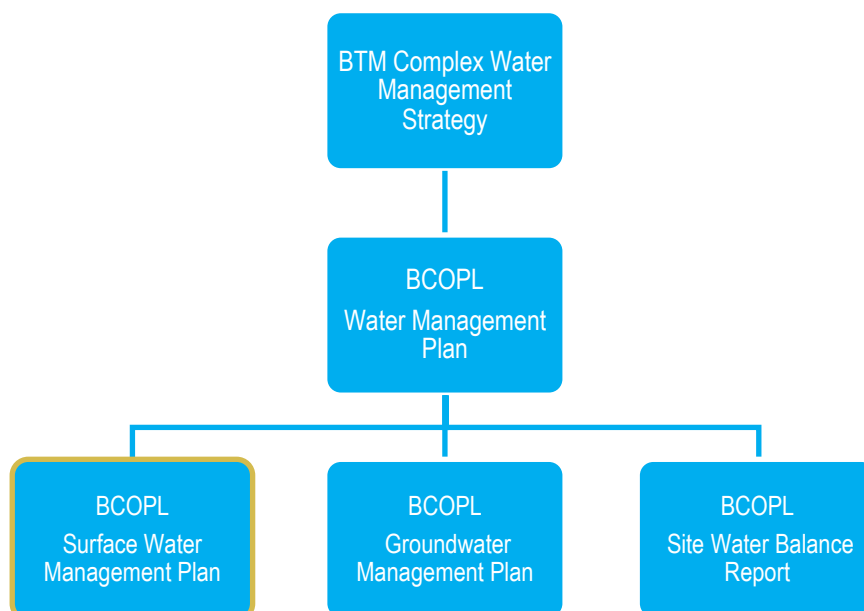 BTM Complex Water
Management
Strategy
BCOPL
Water Management
Plan
BCOPL
Surface Water
Management Plan
BCOPL
Groundwater
Management Plan
BCOPL
Site Water Balance
Report